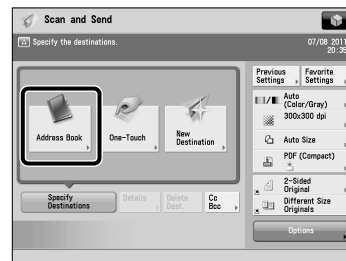 Scan and Send
Specify the destinations.
07/08 2011
20:35
Previous Settings
Favorite Settings
Address Book
One-Touch
New Destination
Auto (Color/Gray)
300x300 dpi
Auto Size
PDF (Compact)
2-Sided Original
Different Size Originals
Specify Destinations
Details
Delete Dest.
Cc Bcc
Options